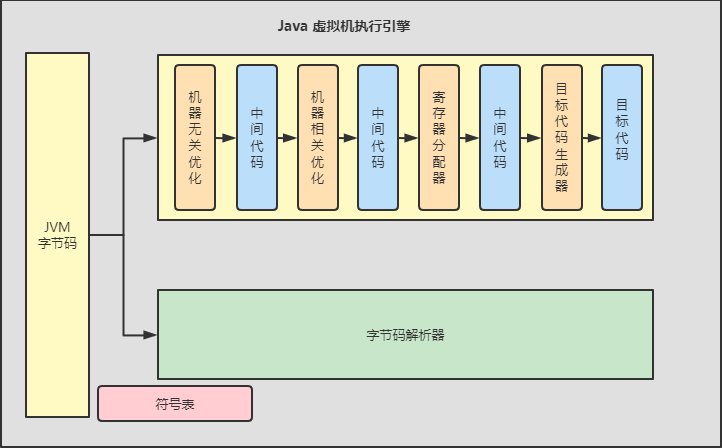 Java 虚拟机执行引擎
JVM
字节码
机器无关优化
中间代码
机器相关优化
中间代码
寄存器分配器
中间代码
目标代码生成器
目标代码
字节码解析器
符号表